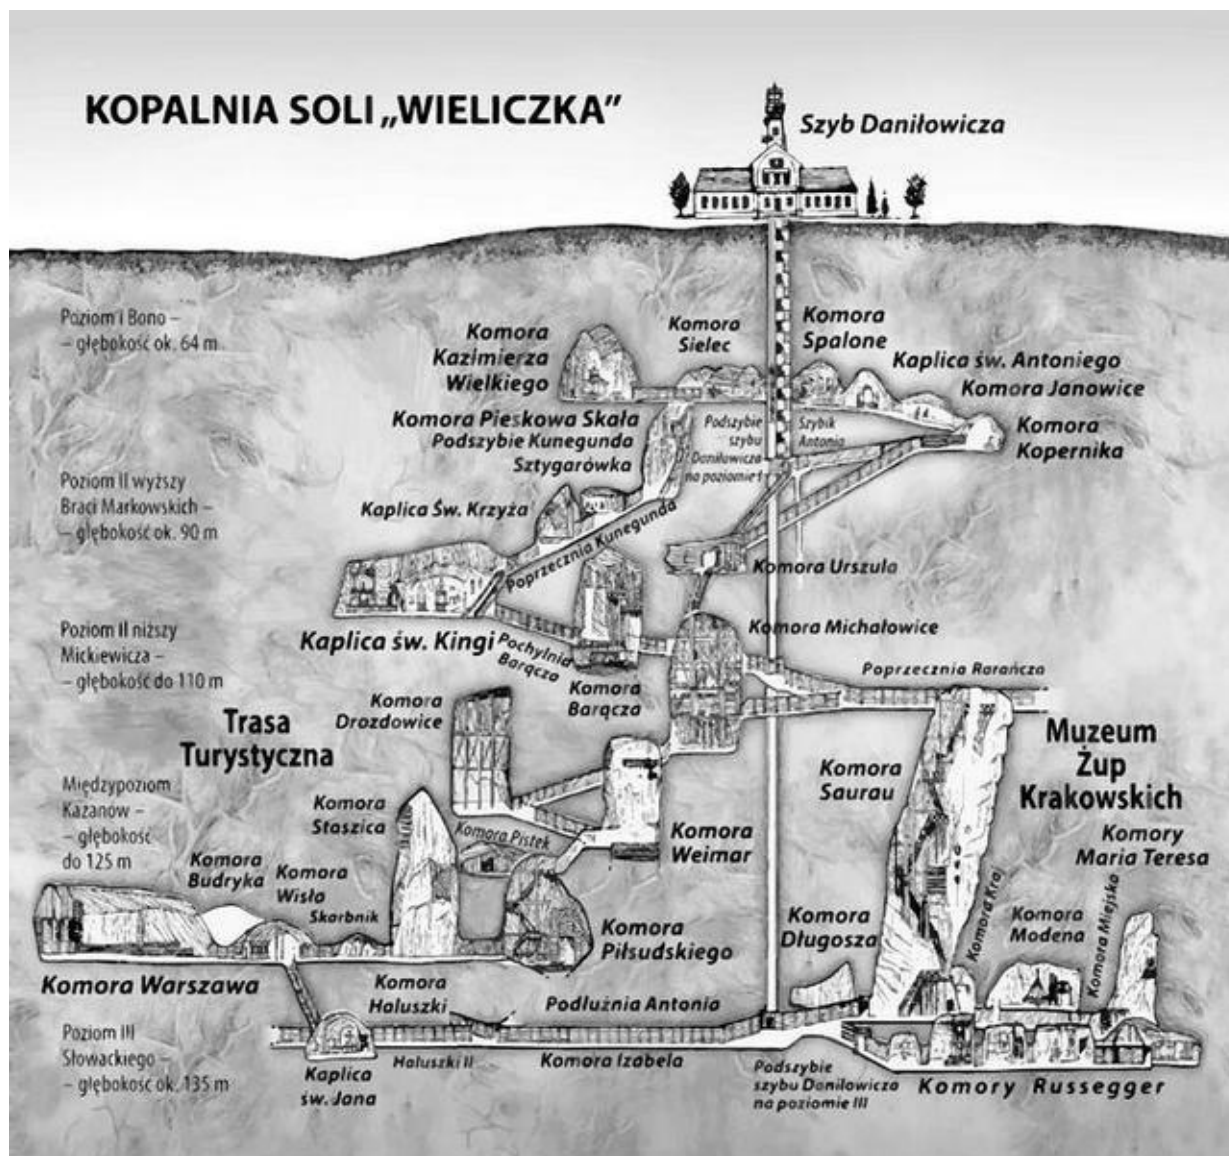 KOPALNIA SOLI „WIELICZKA”
Szyb Daniłowicza
Poziom I Bono –
– głębokość ok. 64 m
Komora
Kazimierza
Wielkiego
Komora
Sielec
Komora
Spalone
Kaplica św. Antoniego
Komora Janowice
Komora
Kopernika
Komora Pieskowa Skała
Podszybie Kunegunda
Sztygarówka
Podszybie
szybu
Daniłowicza
na poziomie I
Szybik
Antonia
Poziom II wyższy
Braci Markowskich –
– głębokość ok. 90 m
Kaplica Św. Krzyża
Poprzecznia Kunegunda
Komora Urszula
Poziom II niższy
Mickiewicza –
– głębokość do 110 m
Kaplica św. Kingi
Pochylnia
Barącza
Komora
Barącza
Komora Michałowice
Poprzecznia Rarańcza
Trasa
Turystyczna
Komora
Drozdowice
Muzeum
Żup
Krakowskich
Komora
Saurau
Międzypoziom
Kazanów –
– głębokość
do 125 m
Komora
Staszica
Komora Pistek
Komora
Weimar
Komory
Maria Teresa
Komora
Budryka
Komora
Wisła
Skarbnik
Komora
Piłsudskiego
Komora
Długosza
Komora Kraj
Komora
Modena
Komora Miejska
Komora Warszawa
Komora
Haluszki
Podlużnia Antonia
Poziom III
Słowackiego –
– głębokość ok. 135 m
Kaplica
św. Jana
Haluszki II
Komora Izabela
Podszybie
szybu Daniłowicza
na poziomie III
Komory Russegger